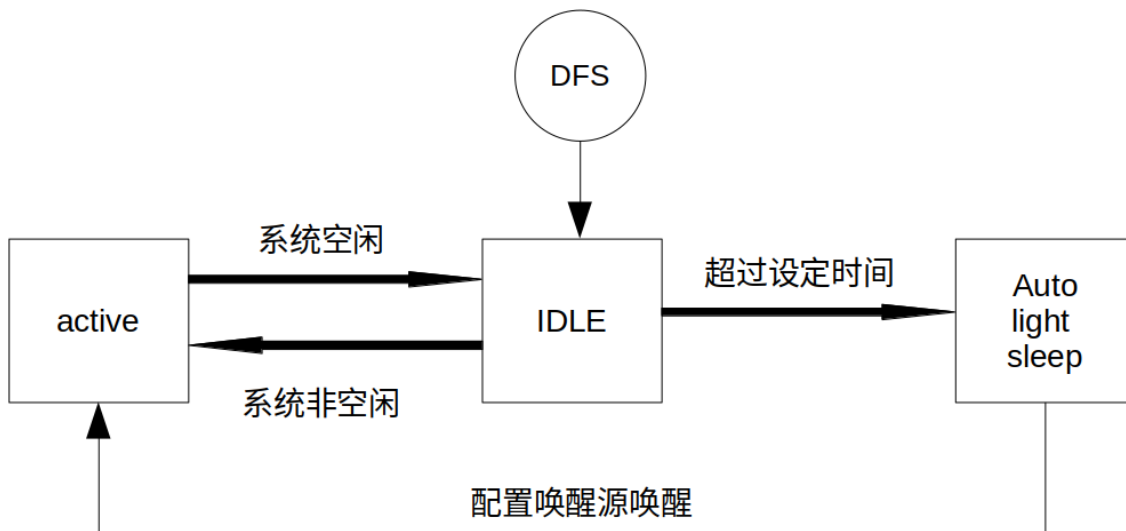 DFS
系统空闲
超过设定时间
active
IDLE
Auto
light
sleep
系统非空闲
配置唤醒源唤醒